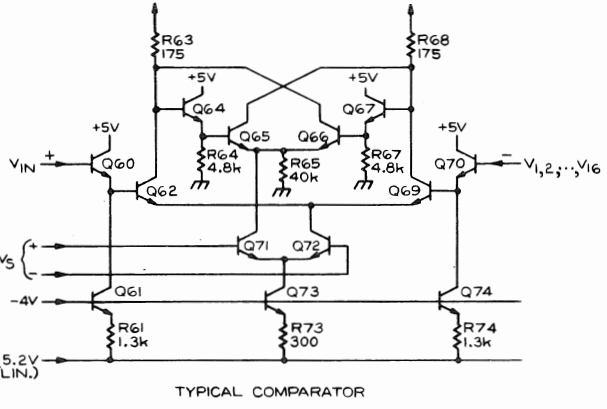 R63
175
R68
175
+5V
Q64
+5V
Q67
+5V
Q60
Q65
Q66
+5V
Q70
VIN
+
R64
4.8k
R65
40k
R67
4.8k
−
V1,2,··,V16
Q62
Q69
VS
+
−
Q71
Q72
-4V
Q61
Q73
Q74
R61
1.3k
R73
300
R74
1.3k
5.2V
LIN.)
TYPICAL COMPARATOR